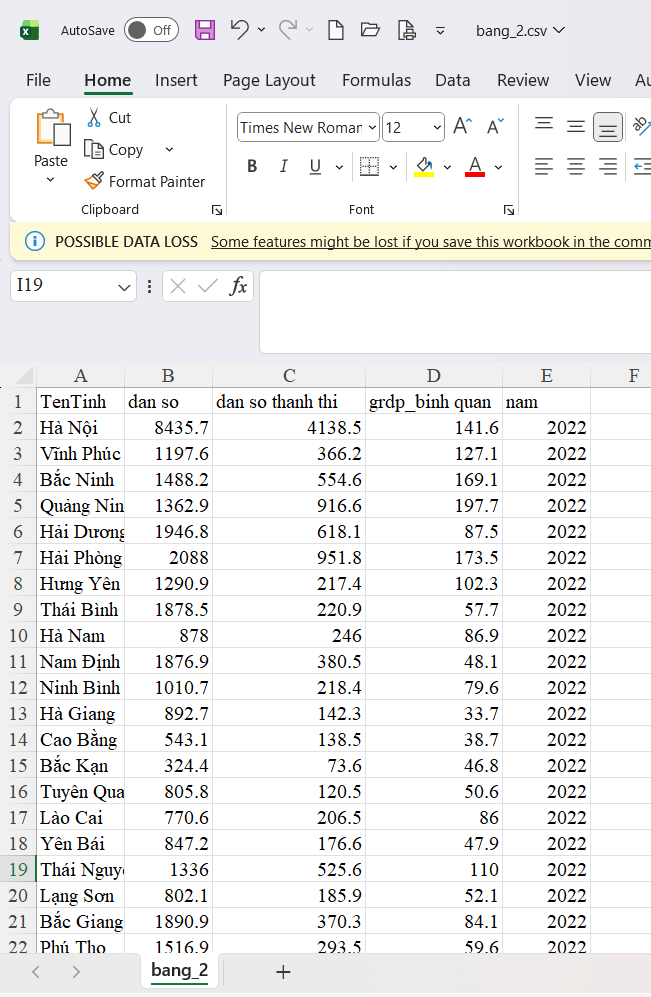 AutoSave Off bang_2.csv
File Home Insert Page Layout Formulas Data Review View Au
Paste Cut Copy Format Painter
Times New Roman 12
B I U A
Clipboard Font
POSSIBLE DATA LOSS Some features might be lost if you save this workbook in the comm
I19 fx
A B C D E F
1 TenTinh dan so dan so thanh thi grdp_binh quan nam
2 Hà Nội 8435.7 4138.5 141.6 2022
3 Vĩnh Phúc 1197.6 366.2 127.1 2022
4 Bắc Ninh 1488.2 554.6 169.1 2022
5 Quảng Nin 1362.9 916.6 197.7 2022
6 Hải Dương 1946.8 618.1 87.5 2022
7 Hải Phòng 2088 951.8 173.5 2022
8 Hưng Yên 1290.9 217.4 102.3 2022
9 Thái Bình 1878.5 220.9 57.7 2022
10 Hà Nam 878 246 86.9 2022
11 Nam Định 1876.9 380.5 48.1 2022
12 Ninh Bình 1010.7 218.4 79.6 2022
13 Hà Giang 892.7 142.3 33.7 2022
14 Cao Bằng 543.1 138.5 38.7 2022
15 Bắc Kạn 324.4 73.6 46.8 2022
16 Tuyên Qua 805.8 120.5 50.6 2022
17 Lào Cai 770.6 206.5 86 2022
18 Yên Bái 847.2 176.6 47.9 2022
19 Thái Nguy 1336 525.6 110 2022
20 Lạng Sơn 802.1 185.9 52.1 2022
21 Bắc Giang 1890.9 370.3 84.1 2022
22 Phú Thọ 1516.9 293.5 59.6 2022
bang_2